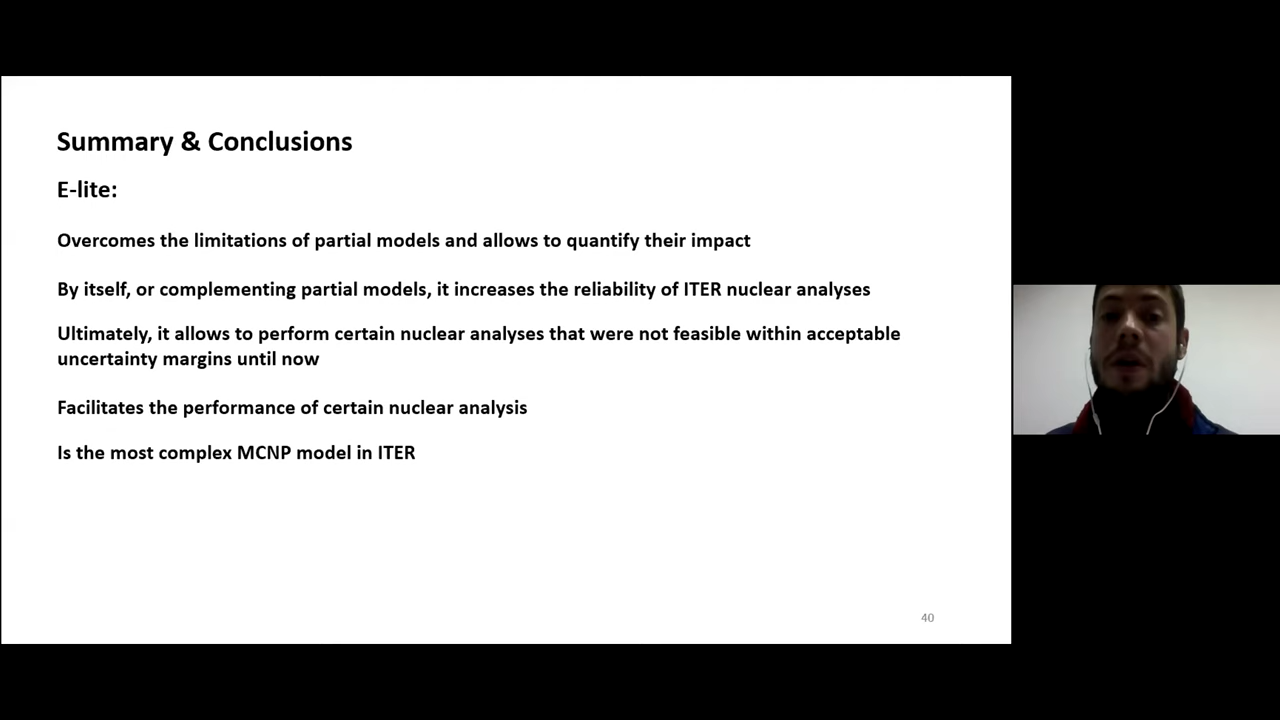 Summary & Conclusions
E-lite:
Overcomes the limitations of partial models and allows to quantify their impact
By itself, or complementing partial models, it increases the reliability of ITER nuclear analyses
Ultimately, it allows to perform certain nuclear analyses that were not feasible within acceptable
uncertainty margins until now
Facilitates the performance of certain nuclear analysis
Is the most complex MCNP model in ITER
40